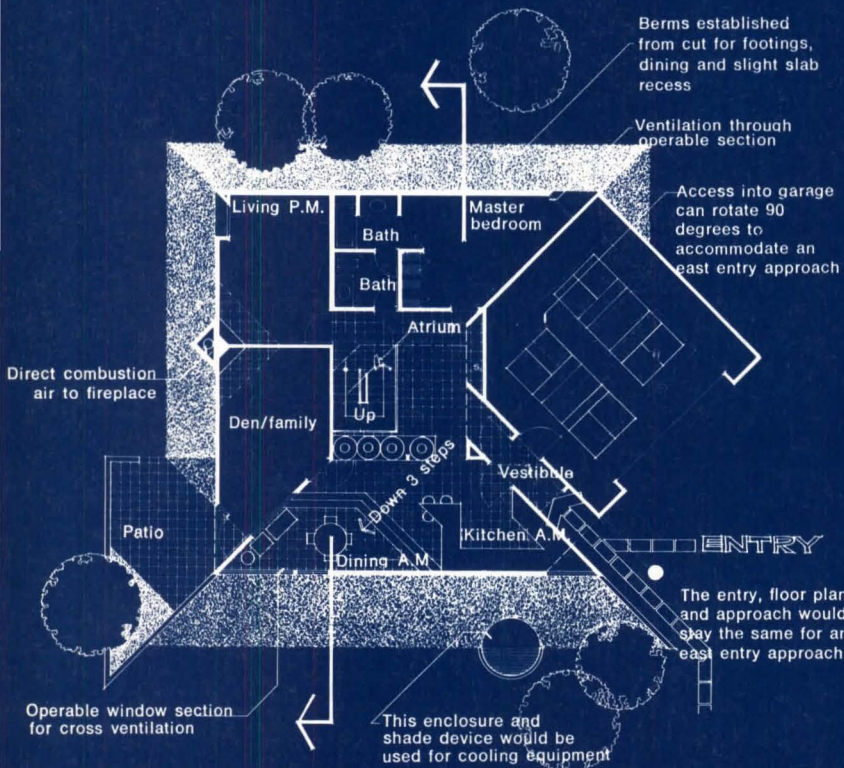 Berms established
from cut for footings,
dining and slight slab
recess
Ventilation through
operable section
Access into garage
can rotate 90
degrees to
accommodate an
east entry approach
Living P.M.
Bath
Master
bedroom
Bath
Atrium
Direct combustion
air to fireplace
Up
Den/family
Down 3 steps
Vestibule
Patio
Kitchen A.M.
ENTRY
Dining A.M
The entry, floor plan
and approach would
stay the same for an
east entry approach
Operable window section
for cross ventilation
This enclosure and
shade device would be
used for cooling equipment